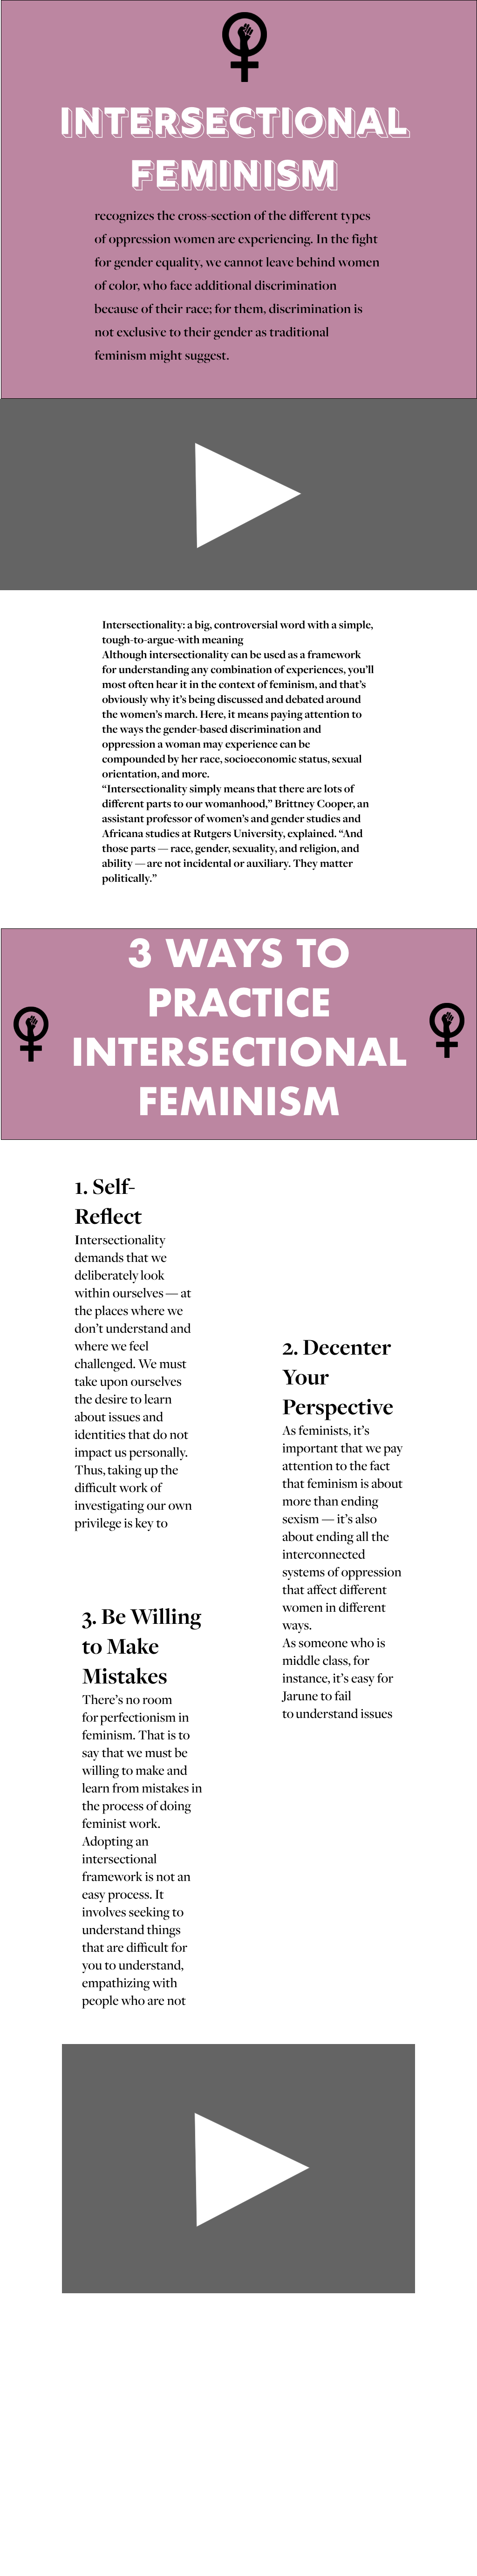 INTERSECTIONAL
FEMINISM
recognizes the cross-section of the different types
of oppression women are experiencing. In the fight
for gender equality, we cannot leave behind women
of color, who face additional discrimination
because of their race; for them, discrimination is
not exclusive to their gender as traditional
feminism might suggest.
Intersectionality: a big, controversial word with a simple,
tough-to-argue-with meaning
Although intersectionality can be used as a framework
for understanding any combination of experiences, you’ll
most often hear it in the context of feminism, and that’s
obviously why it’s being discussed and debated around
the women’s march. Here, it means paying attention to
the ways the gender-based discrimination and
oppression a woman may experience can be
compounded by her race, socioeconomic status, sexual
orientation, and more.
“Intersectionality simply means that there are lots of
different parts to our womanhood,” Brittney Cooper, an
assistant professor of women’s and gender studies and
Africana studies at Rutgers University, explained. “And
those parts — race, gender, sexuality, and religion, and
ability — are not incidental or auxiliary. They matter
politically.”
3 WAYS TO
PRACTICE
INTERSECTIONAL
FEMINISM
1. Self-
Reflect
Intersectionality
demands that we
deliberately look
within ourselves — at
the places where we
don’t understand and
where we feel
challenged. We must
take upon ourselves
the desire to learn
about issues and
identities that do not
impact us personally.
Thus, taking up the
difficult work of
investigating our own
privilege is key to
2. Decenter
Your
Perspective
As feminists, it’s
important that we pay
attention to the fact
that feminism is about
more than ending
sexism — it’s also
about ending all the
interconnected
systems of oppression
that affect different
women in different
ways.
As someone who is
middle class, for
instance, it’s easy for
Jarune to fail
to understand issues
3. Be Willing
to Make
Mistakes
There’s no room
for perfectionism in
feminism. That is to
say that we must be
willing to make and
learn from mistakes in
the process of doing
feminist work.
Adopting an
intersectional
framework is not an
easy process. It
involves seeking to
understand things
that are difficult for
you to understand,
empathizing with
people who are not